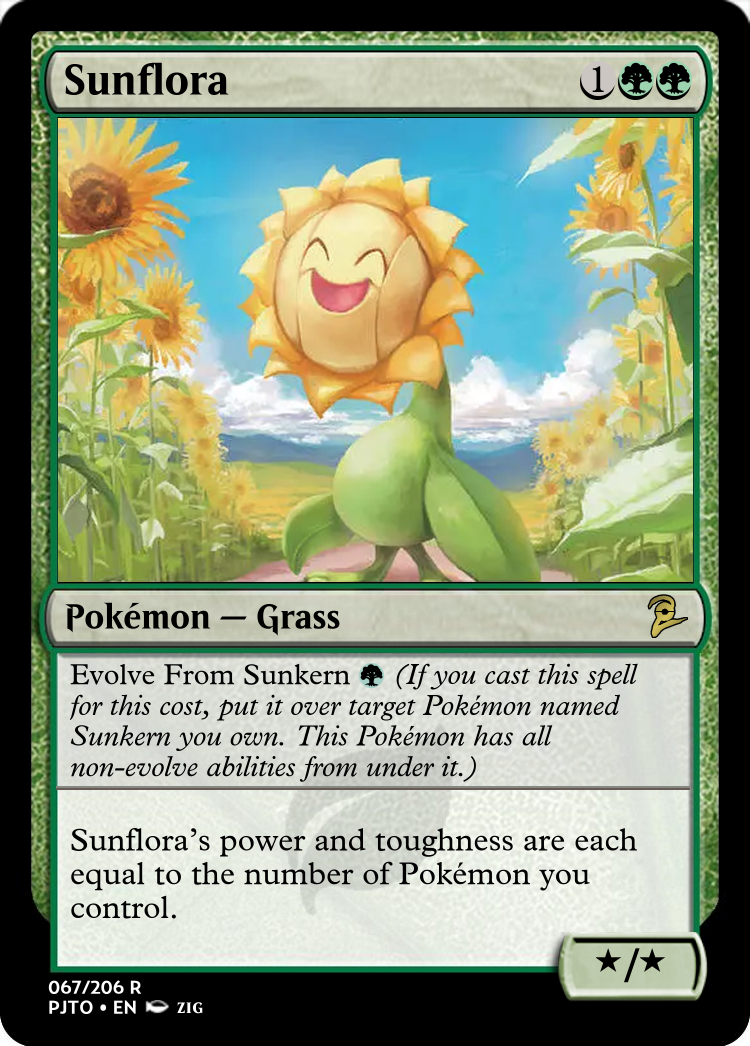 Sunflora 1
Pokémon — Grass
Evolve From Sunkern (If you cast this spell
for this cost, put it over target Pokémon named
Sunkern you own. This Pokémon has all
non-evolve abilities from under it.)
Sunflora’s power and toughness are each
equal to the number of Pokémon you
control.
★/★
067/206 R
PJTO • EN ZIG